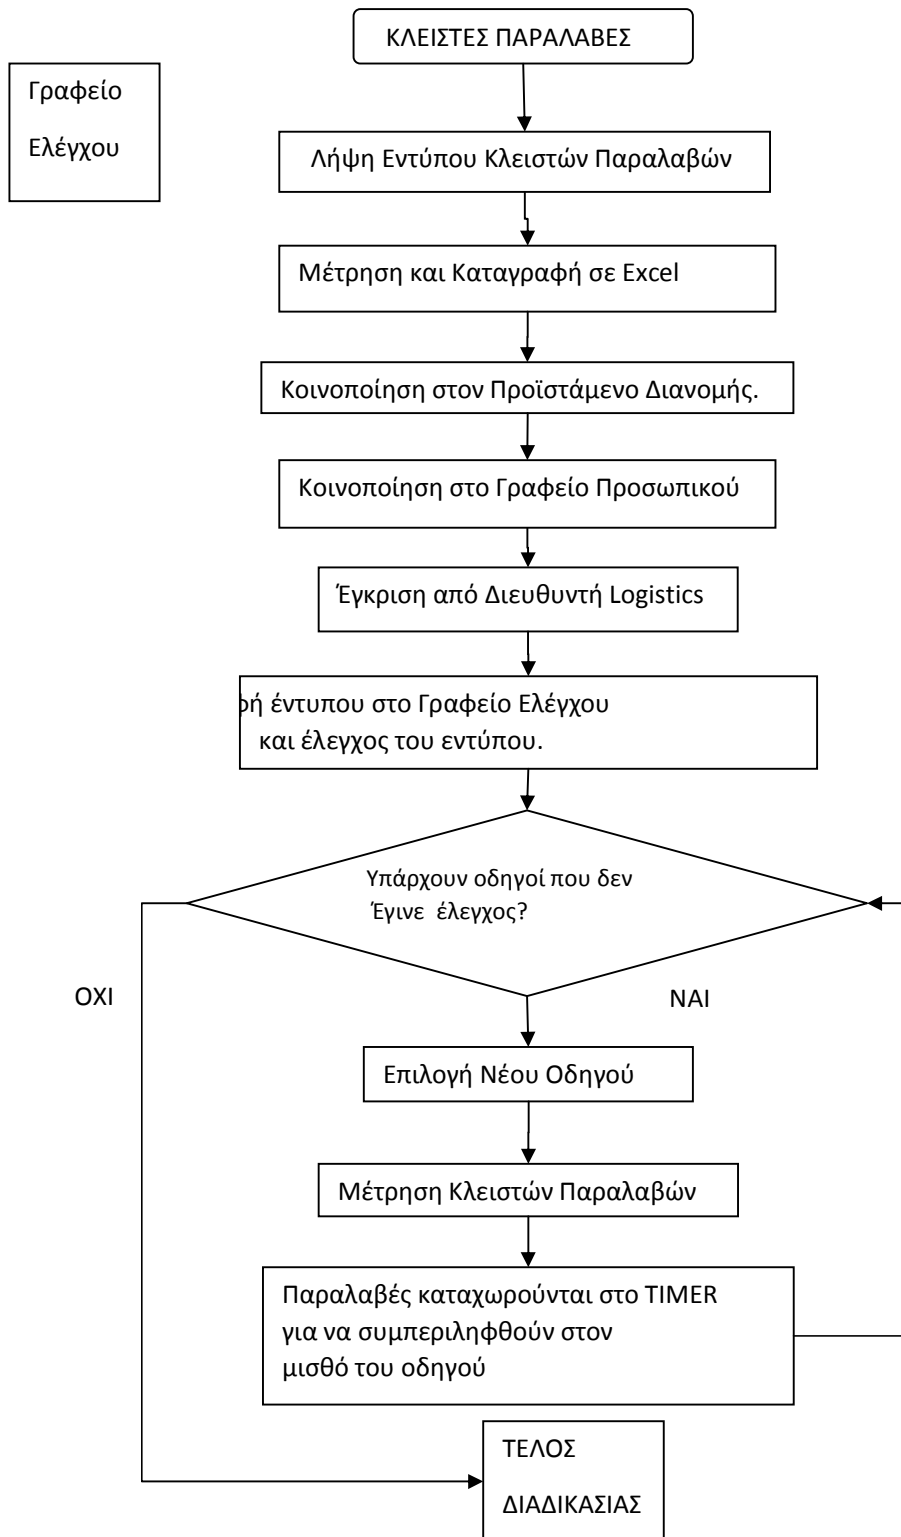 ΚΛΕΙΣΤΕΣ ΠΑΡΑΛΑΒΕΣ
Γραφείο
Ελέγχου
Λήψη Εντύπου Κλειστών Παραλαβών
Μέτρηση και Καταγραφή σε Excel
Κοινοποίηση στον Προϊστάμενο Διανομής.
Κοινοποίηση στο Γραφείο Προσωπικού
Έγκριση από Διευθυντή Logistics
φή έντυπου στο Γραφείο Ελέγχου
και έλεγχος του εντύπου.
Υπάρχουν οδηγοί που δεν
Έγινε έλεγχος?
ΟΧΙ
ΝΑΙ
Επιλογή Νέου Οδηγού
Μέτρηση Κλειστών Παραλαβών
Παραλαβές καταχωρούνται στο TIMER
για να συμπεριληφθούν στον
μισθό του οδηγού
ΤΕΛΟΣ
ΔΙΑΔΙΚΑΣΙΑΣ